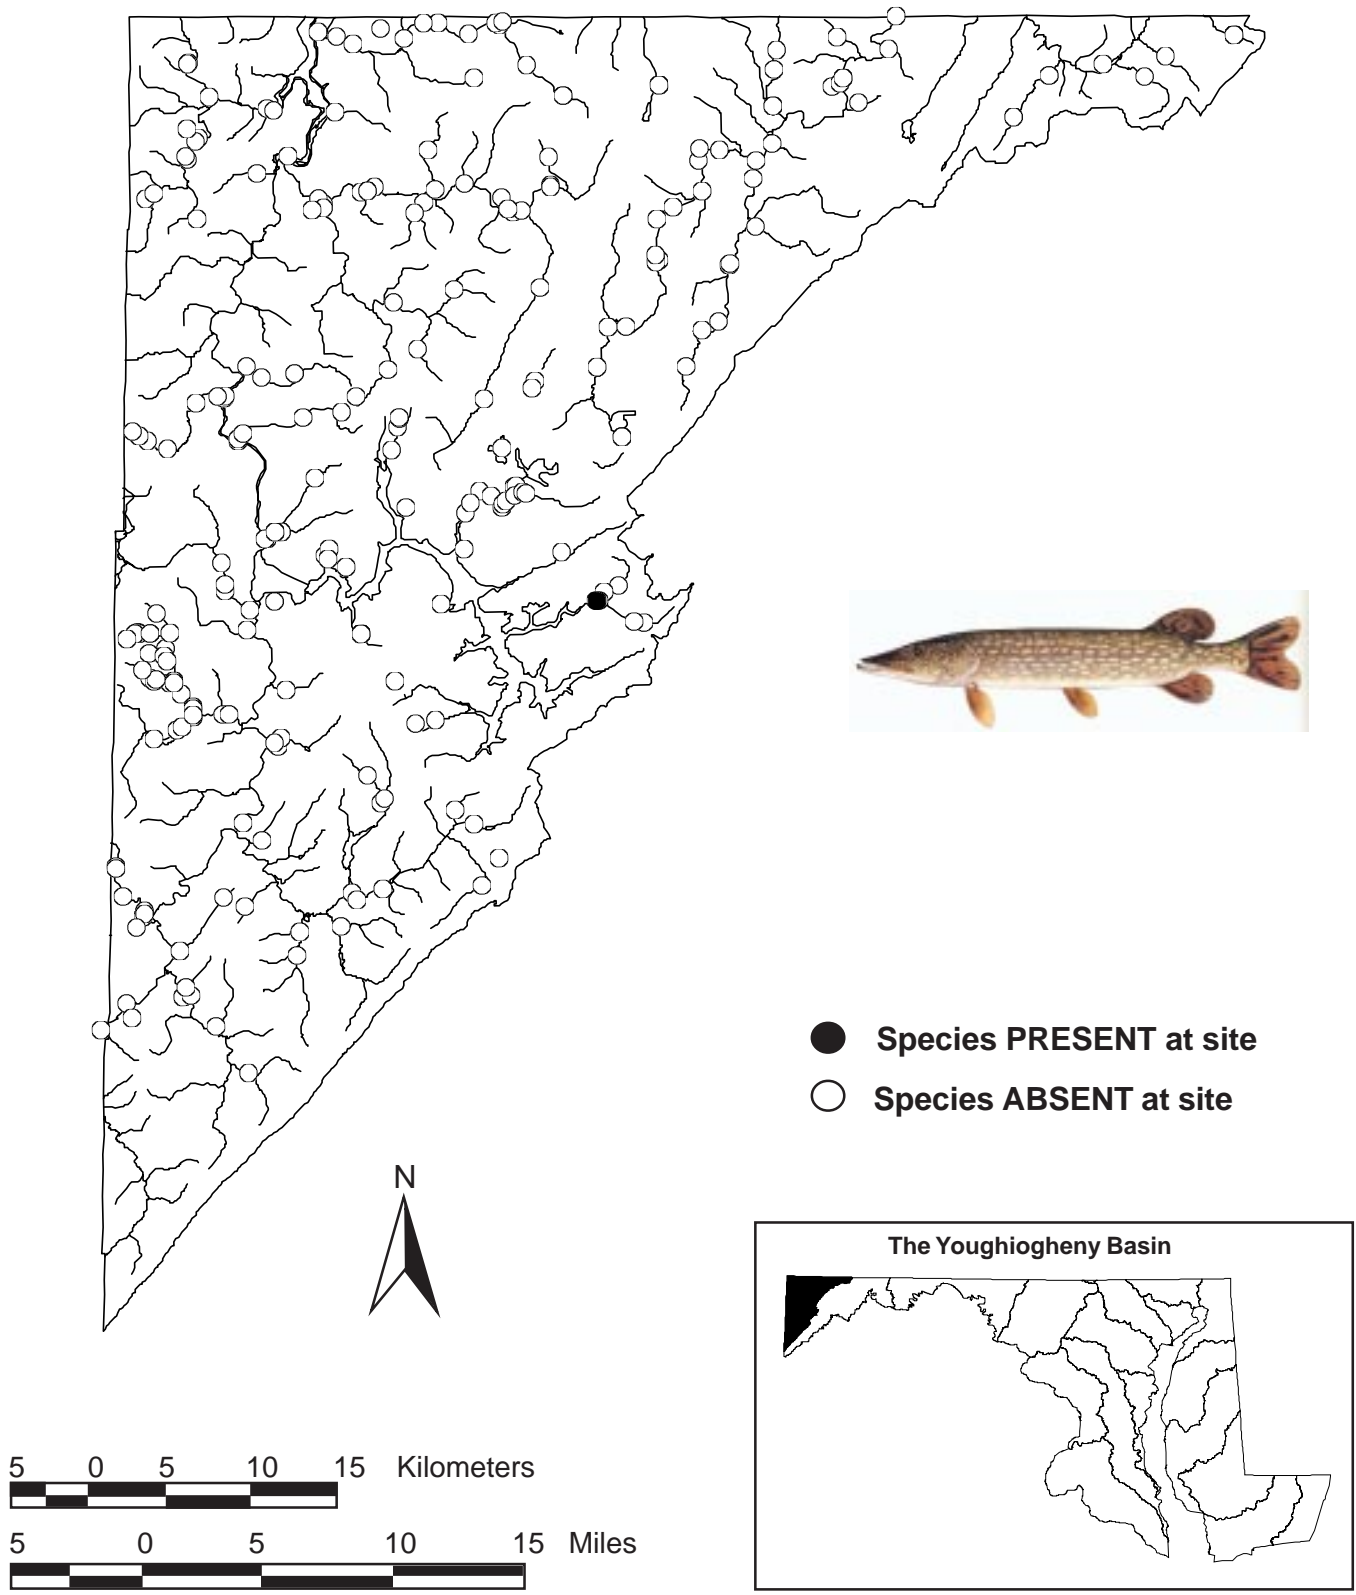 Species PRESENT at site
Species ABSENT at site
N
The Youghiogheny Basin
5 0 5 10 15 Kilometers
5 0 5 10 15 Miles